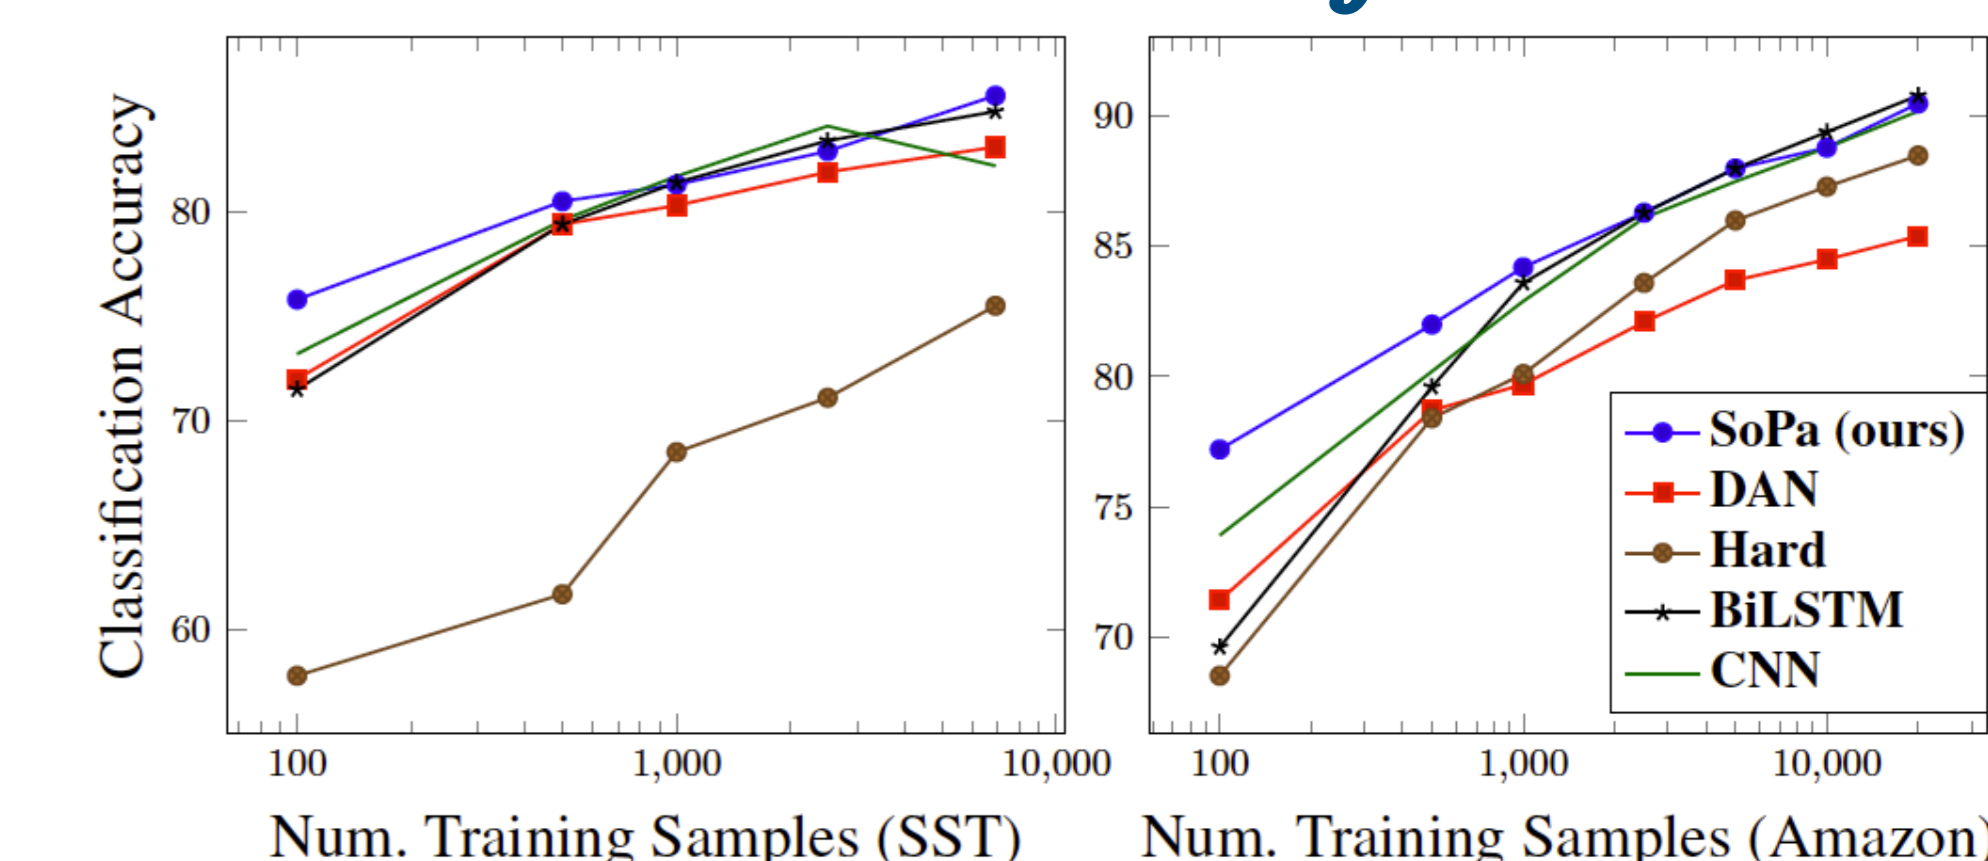 Classification Accuracy
80
70
60
100 1,000 10,000
Num. Training Samples (SST)
90
85
80
75
70
100 1,000 10,000
Num. Training Samples (Amazon)
SoPa (ours)
DAN
Hard
BiLSTM
CNN